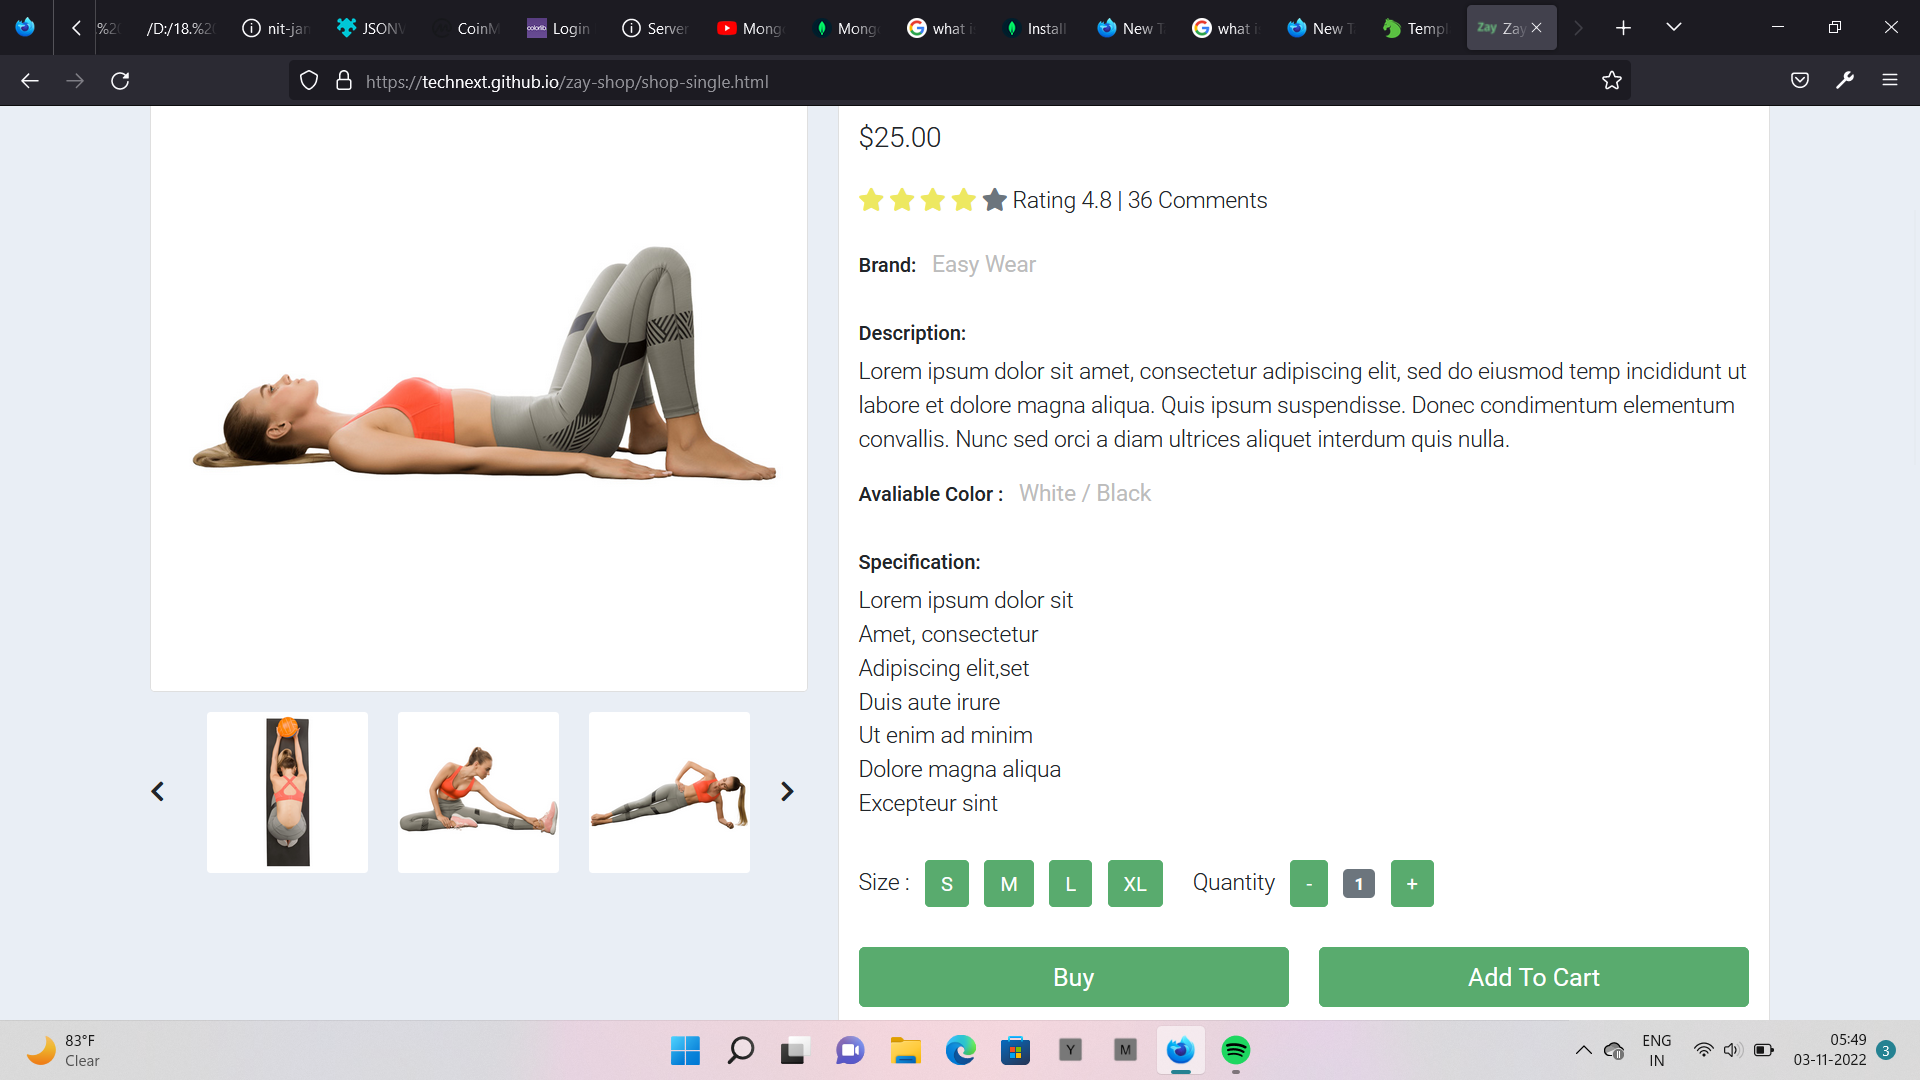 /D:/18.%20
nit-jan
JSONV
CoinM
Login
Server
Mong
Mong
what i
Install
New T
what i
New T
Templ
Zay
https://technext.github.io/zay-shop/shop-single.html
$25.00
Rating 4.8 | 36 Comments
Brand: Easy Wear
Description:
Lorem ipsum dolor sit amet, consectetur adipiscing elit, sed do eiusmod temp incididunt ut
labore et dolore magna aliqua. Quis ipsum suspendisse. Donec condimentum elementum
convallis. Nunc sed orci a diam ultrices aliquet interdum quis nulla.
Avaliable Color : White / Black
Specification:
Lorem ipsum dolor sit
Amet, consectetur
Adipiscing elit,set
Duis aute irure
Ut enim ad minim
Dolore magna aliqua
Excepteur sint
Size : S M L XL Quantity - 1 +
Buy Add To Cart
83°F
Clear
Y
M
ENG
IN
05:49
03-11-2022
3